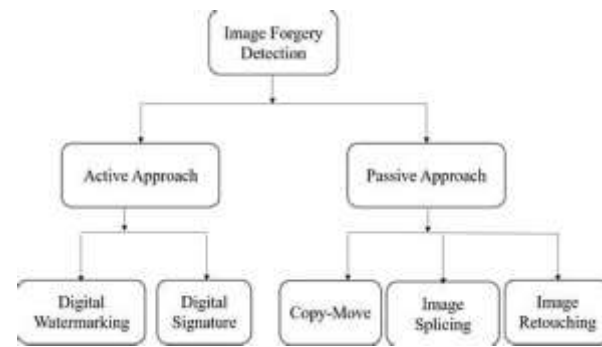 Image Forgery
Detection
Active Approach
Passive Approach
Digital
Watermarking
Digital
Signature
Copy-Move
Image
Splicing
Image
Retouching